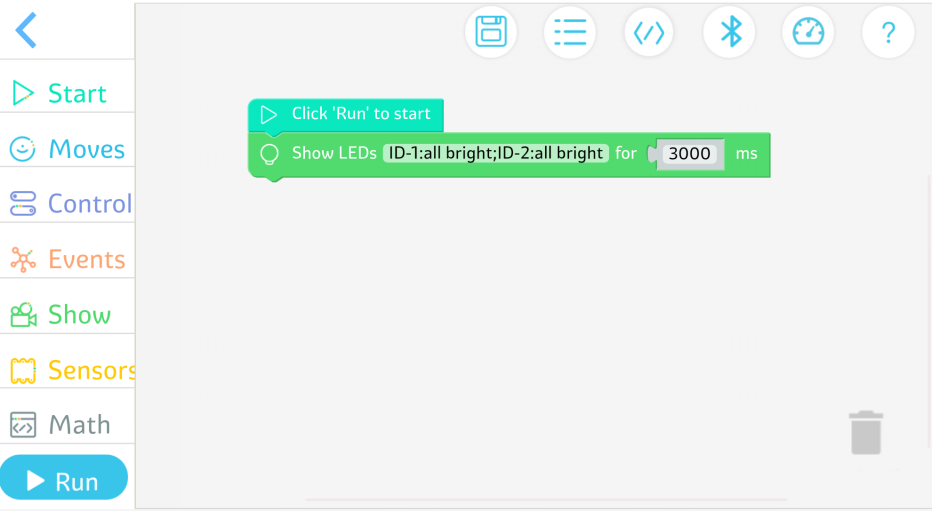 ?
Start
Click 'Run' to start
Moves
Show LEDs ID-1:all bright;ID-2:all bright for 3000 ms
Control
Events
Show
Sensors
Math
Run